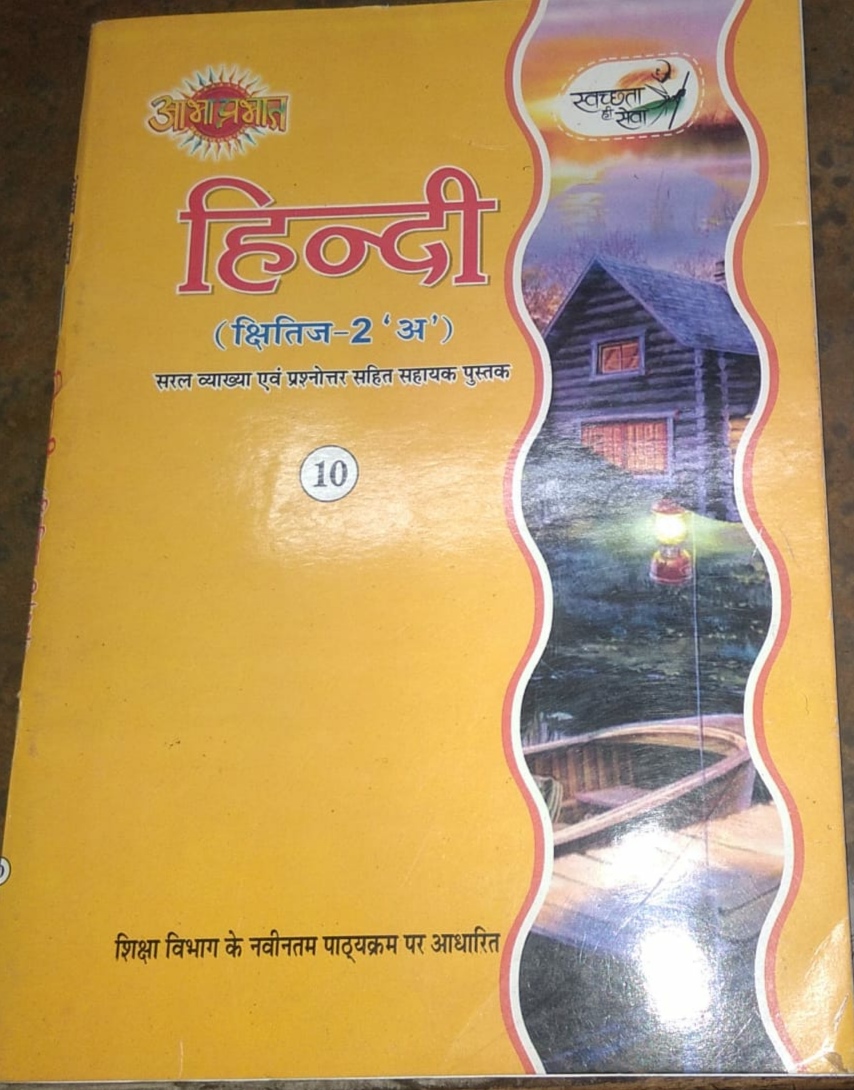 आभा प्रभात
स्वच्छता
ही सेवा
हिन्दी
(क्षितिज-2 ‘अ’)
सरल व्याख्या एवं प्रश्नोत्तर सहित सहायक पुस्तक
10
शिक्षा विभाग के नवीनतम पाठ्यक्रम पर आधारित